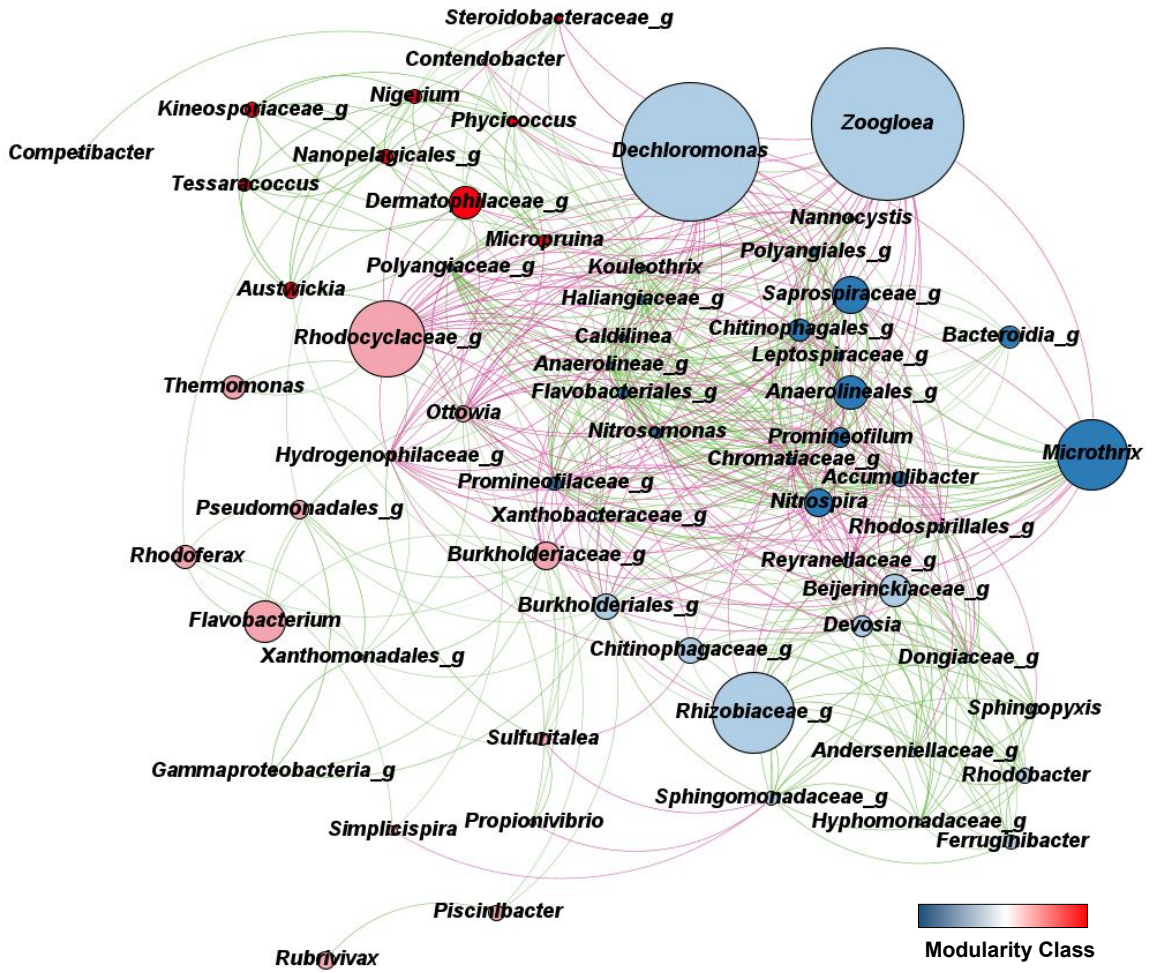 Steroidobacteraceae_g
Contendobacter
Nigerium
Kineosporiaceae_g
Phycicoccus
Zoogloea
Dechloromonas
Competibacter
Nanopelagicales_g
Tessaracoccus
Dermatophilaceae_g
Nannocystis
Micropruina
Polyangiales_g
Polyangiaceae_g
Kouleothrix
Austwickia
Haliangiaceae_g
Saprospiraceae_g
Chitinophagales_g
Bacteroidia_g
Rhodocyclaceae_g
Caldilinea
Leptospiraceae_g
Anaerolineae_g
Thermomonas
Flavobacteriales_g
Anaerolineales_g
Ottowia
Nitrosomonas
Promineofilum
Microthrix
Hydrogenophilaceae_g
Chromatiaceae_g
Promineofilaceae_g
Accumulibacter
Nitrospira
Pseudomonadales_g
Xanthobacteraceae_g
Rhodospirillales_g
Rhodoferax
Burkholderiaceae_g
Reyranellaceae_g
Beijerinckiaceae_g
Burkholderiales_g
Flavobacterium
Devosia
Chitinophagaceae_g
Xanthomonadales_g
Dongiaceae_g
Rhizobiaceae_g
Sphingopyxis
Sulfuritalea
Anderseniellaceae_g
Gammaproteobacteria_g
Rhodobacter
Sphingomonadaceae_g
Propionivibrio
Hyphomonadaceae_g
Simplicispira
Ferruginibacter
Piscinibacter
Rubrivivax
Modularity Class